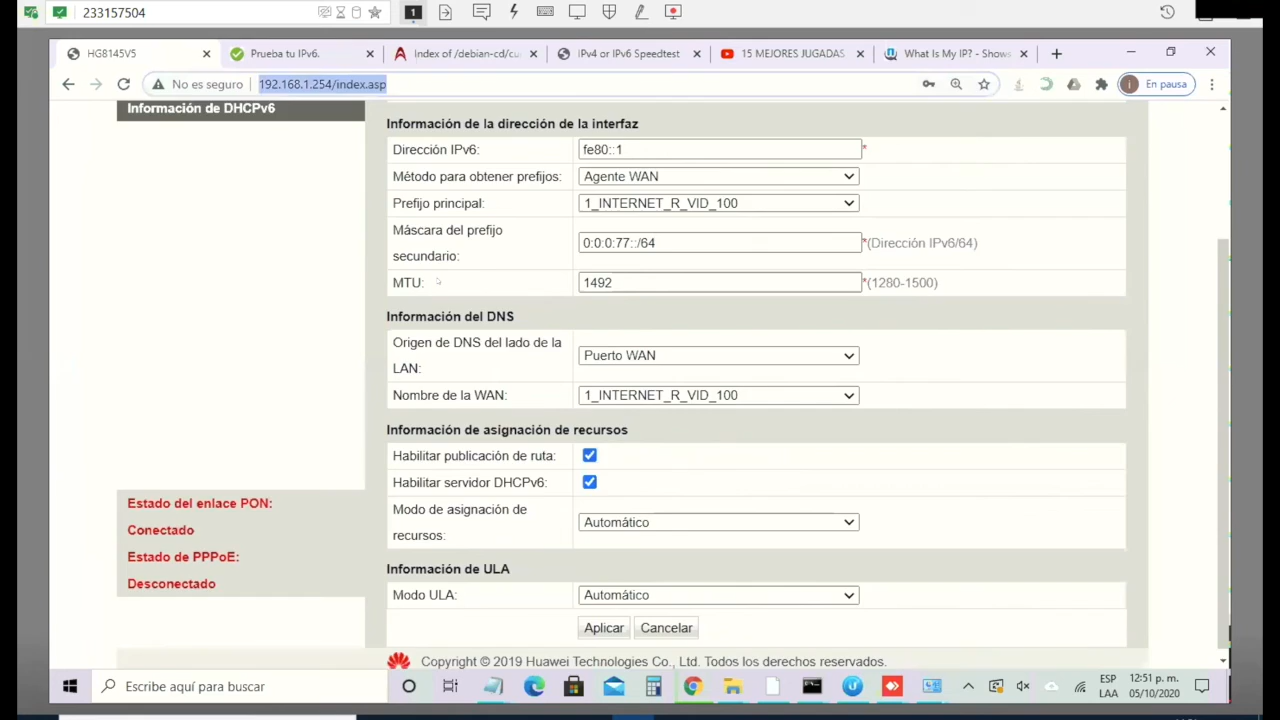 233157504
1
HG8145V5
Prueba tu IPv6.
Index of /debian-cd/cu
IPv4 or IPv6 Speedtest
15 MEJORES JUGADAS
What Is My IP? - Shows
No es seguro
192.168.1.254/index.asp
i
En pausa
Información de DHCPv6
Información de la dirección de la interfaz
Dirección IPv6:
fe80::1
*
Método para obtener prefijos:
Agente WAN
Prefijo principal:
1_INTERNET_R_VID_100
Máscara del prefijo
secundario:
0:0:0:77::/64
*(Dirección IPv6/64)
MTU:
1492
*(1280-1500)
Información del DNS
Origen de DNS del lado de la
LAN:
Puerto WAN
Nombre de la WAN:
1_INTERNET_R_VID_100
Información de asignación de recursos
Habilitar publicación de ruta:
Habilitar servidor DHCPv6:
Modo de asignación de
recursos:
Automático
Información de ULA
Modo ULA:
Automático
Aplicar
Cancelar
Estado del enlace PON:
Conectado
Estado de PPPoE:
Desconectado
Copyright © 2019 Huawei Technologies Co., Ltd. Todos los derechos reservados.
Escribe aquí para buscar
ESP
LAA
12:51 p. m.
05/10/2020